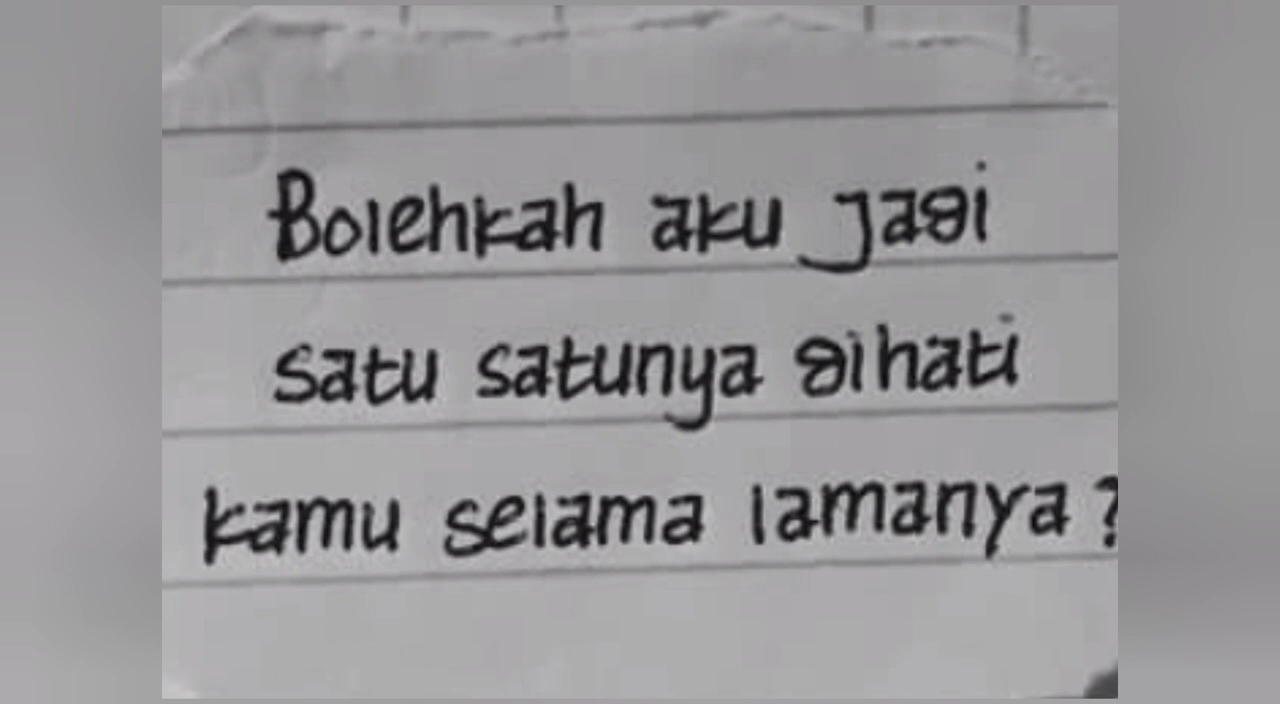 Bolehkah aku jadi
satu satunya dihati
kamu selama lamanya?